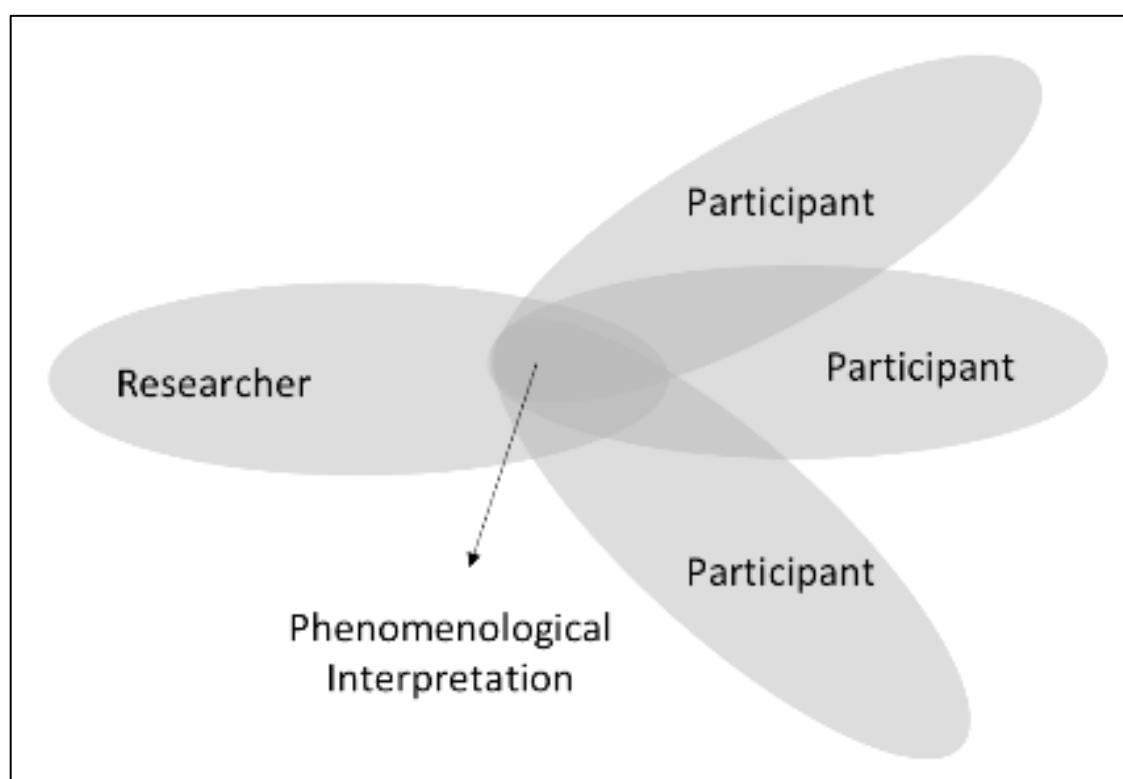 Participant
Participant
Researcher
Participant
Phenomenological
Interpretation